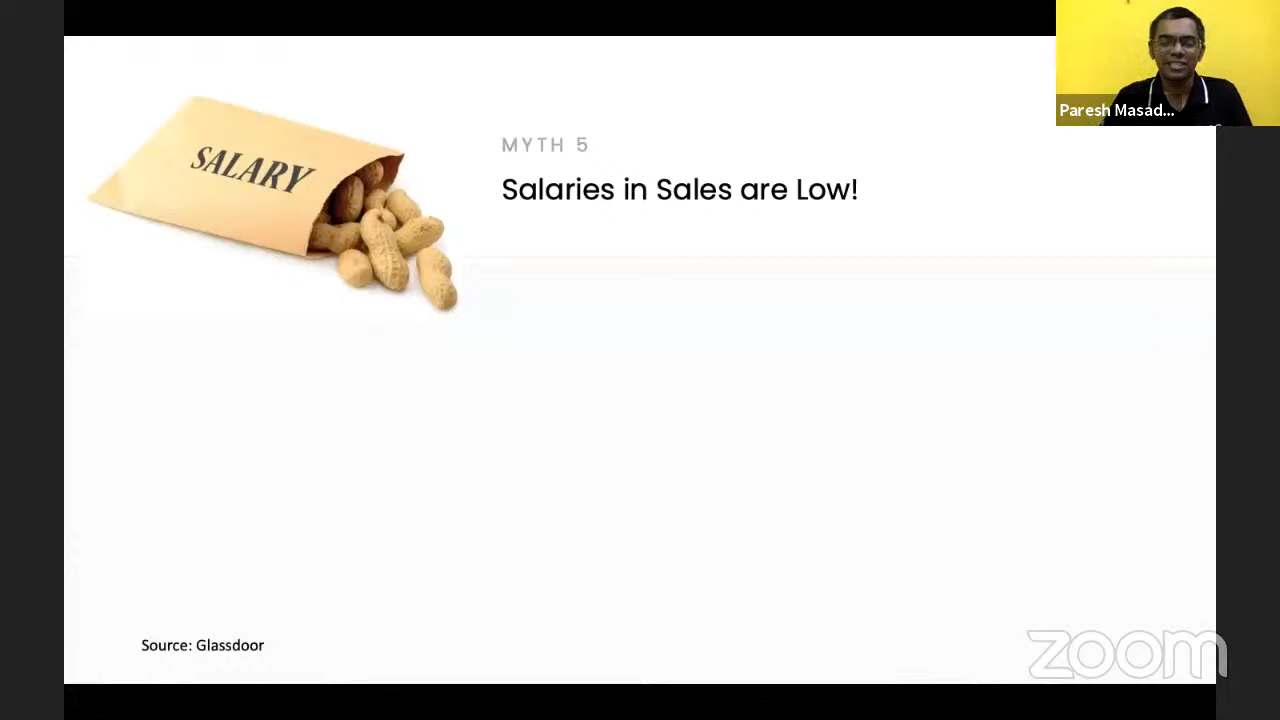 Paresh Masad...
SALARY
MYTH 5
Salaries in Sales are Low!
Source: Glassdoor
zoom